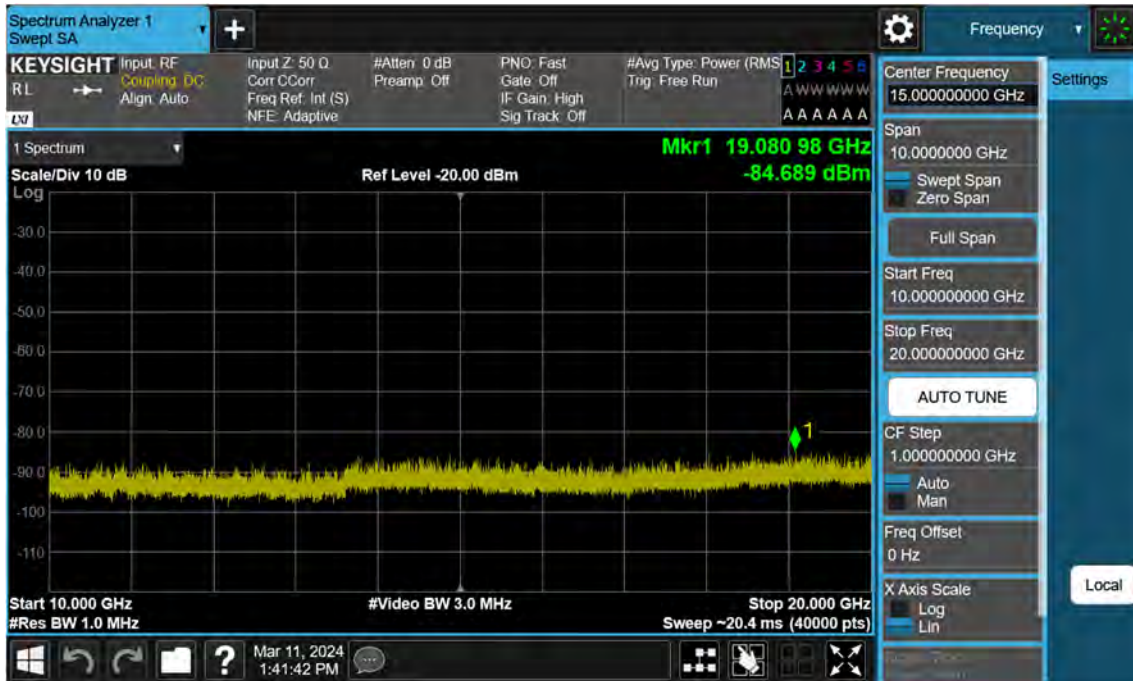 Spectrum Analyzer 1
Swept SA
Frequency
KEYSIGHT
RL
LXI
Input: RF
Coupling: DC
Align: Auto
Input Z: 50 Ω
Corr CCorr
Freq Ref: Int (S)
NFE: Adaptive
#Atten: 0 dB
Preamp: Off
PNO: Fast
Gate: Off
IF Gain: High
Sig Track: Off
#Avg Type: Power (RMS
Trig: Free Run
1 2 3 4 5 6
A W W W W W
A A A A A A
1 Spectrum
Scale/Div 10 dB
Ref Level -20.00 dBm
Mkr1 19.080 98 GHz
-84.689 dBm
Log
-30.0
-40.0
-50.0
-60.0
-70.0
-80.0
-90.0
-100
-110
1
Start 10.000 GHz
#Res BW 1.0 MHz
#Video BW 3.0 MHz
Stop 20.000 GHz
Sweep ~20.4 ms (40000 pts)
Mar 11, 2024
1:41:42 PM
?
Center Frequency
15.000000000 GHz
Span
10.0000000 GHz
Swept Span
Zero Span
Full Span
Start Freq
10.000000000 GHz
Stop Freq
20.000000000 GHz
AUTO TUNE
CF Step
1.000000000 GHz
Auto
Man
Freq Offset
0 Hz
X Axis Scale
Log
Lin
Settings
Local